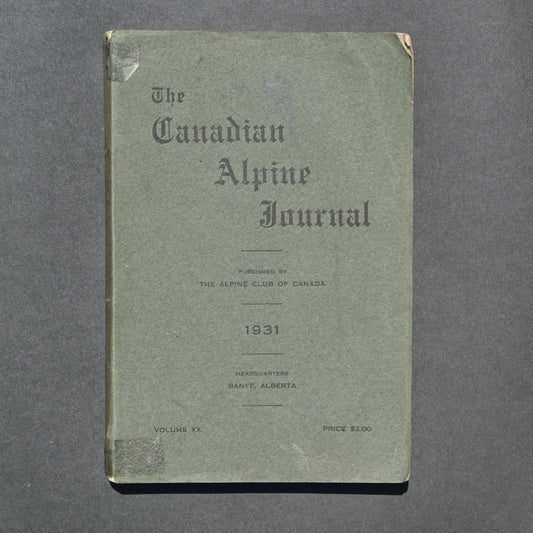 The
Canadian
Alpine
Journal
PUBLISHED BY
THE ALPINE CLUB OF CANADA
1931
HEADQUARTERS
BANFF, ALBERTA
VOLUME XX
PRICE $2.00